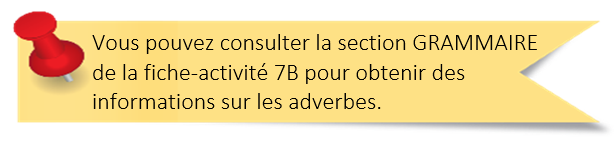 Vous pouvez consulter la section GRAMMAIRE
de la fiche-activité 7B pour obtenir des
informations sur les adverbes.